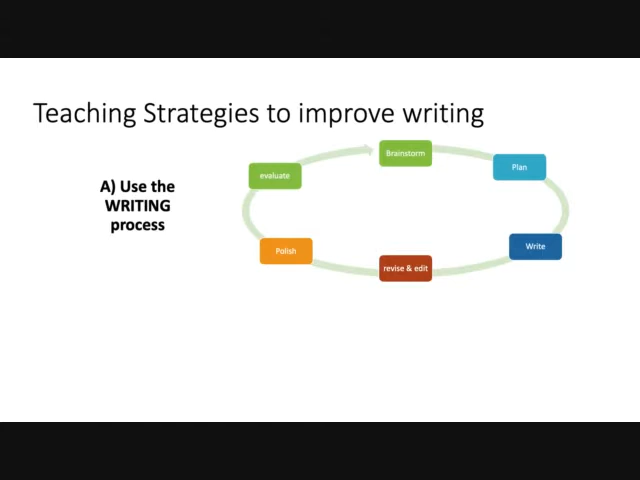 Teaching Strategies to improve writing
A) Use the
WRITING
process
Brainstorm
Plan
Write
revise & edit
Polish
evaluate